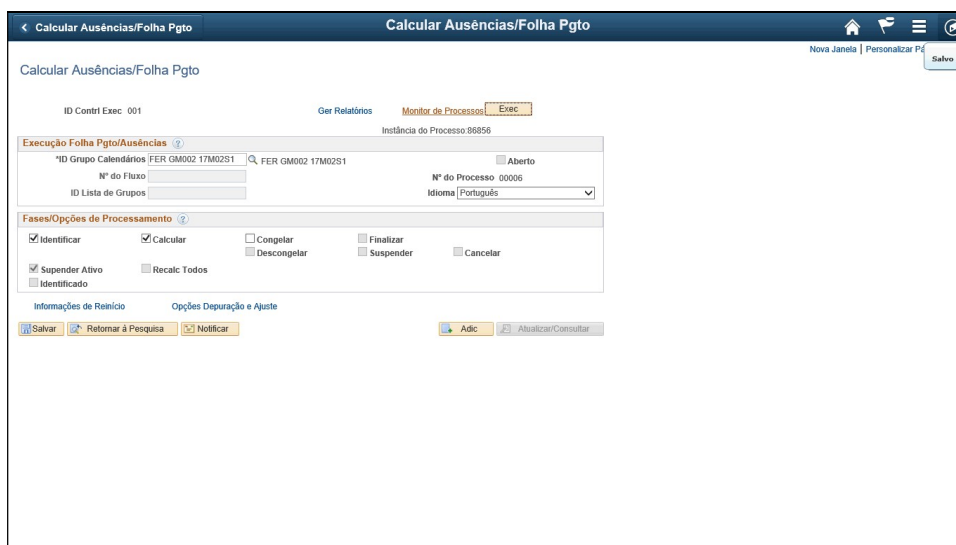 Calcular Ausências/Folha Pgto
Calcular Ausências/Folha Pgto
Nova Janela | Personalizar Pá
Salvo
Calcular Ausências/Folha Pgto
ID Contrl Exec 001 Ger Relatórios Monitor de Processos Exec
Instância do Processo:86856
Execução Folha Pgto/Ausências
*ID Grupo Calendários FER GM002 17M02S1 FER GM002 17M02S1 Aberto
Nº do Fluxo Nº do Processo 00006
ID Lista de Grupos Idioma Português
Fases/Opções de Processamento
Identificar Calcular Congelar Finalizar
Descongelar Suspender Cancelar
Supender Ativo Recalc Todos
Identificado
Informações de Reinício Opções Depuração e Ajuste
Salvar Retornar á Pesquisa Notificar Adic Atualizar/Consultar